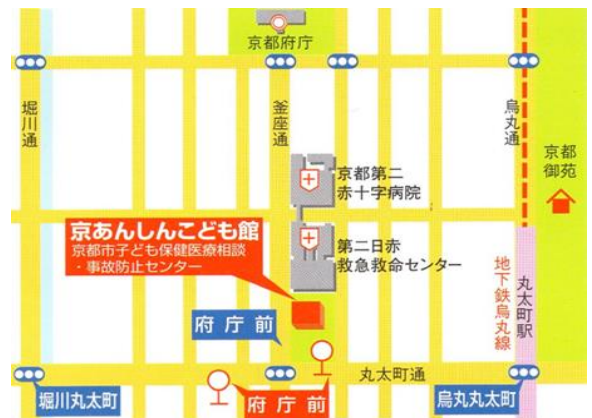 京都府庁
堀川通
釜座通
烏丸通
京都
御苑
京都第二
赤十字病院
京あんしんこども館
京都市子ども保健医療相談
・事故防止センター
第二日赤
救急救命センター
地下鉄烏丸線
丸太町駅
府庁前
丸太町通
堀川丸太町
府庁前
烏丸丸太町